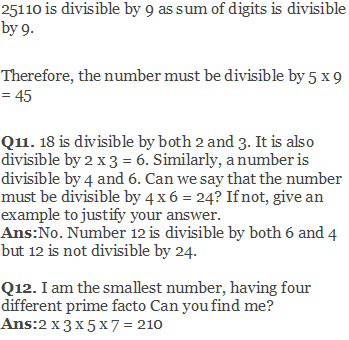 25110 is divisible by 9 as sum of digits is divisible
by 9.
Therefore, the number must be divisible by 5 x 9
= 45
Q11. 18 is divisible by both 2 and 3. It is also
divisible by 2 x 3 = 6. Similarly, a number is
divisible by 4 and 6. Can we say that the number
must be divisible by 4 x 6 = 24? If not, give an
example to justify your answer.
Ans:No. Number 12 is divisible by both 6 and 4
but 12 is not divisible by 24.
Q12. I am the smallest number, having four
different prime facto Can you find me?
Ans:2 x 3 x 5 x 7 = 210